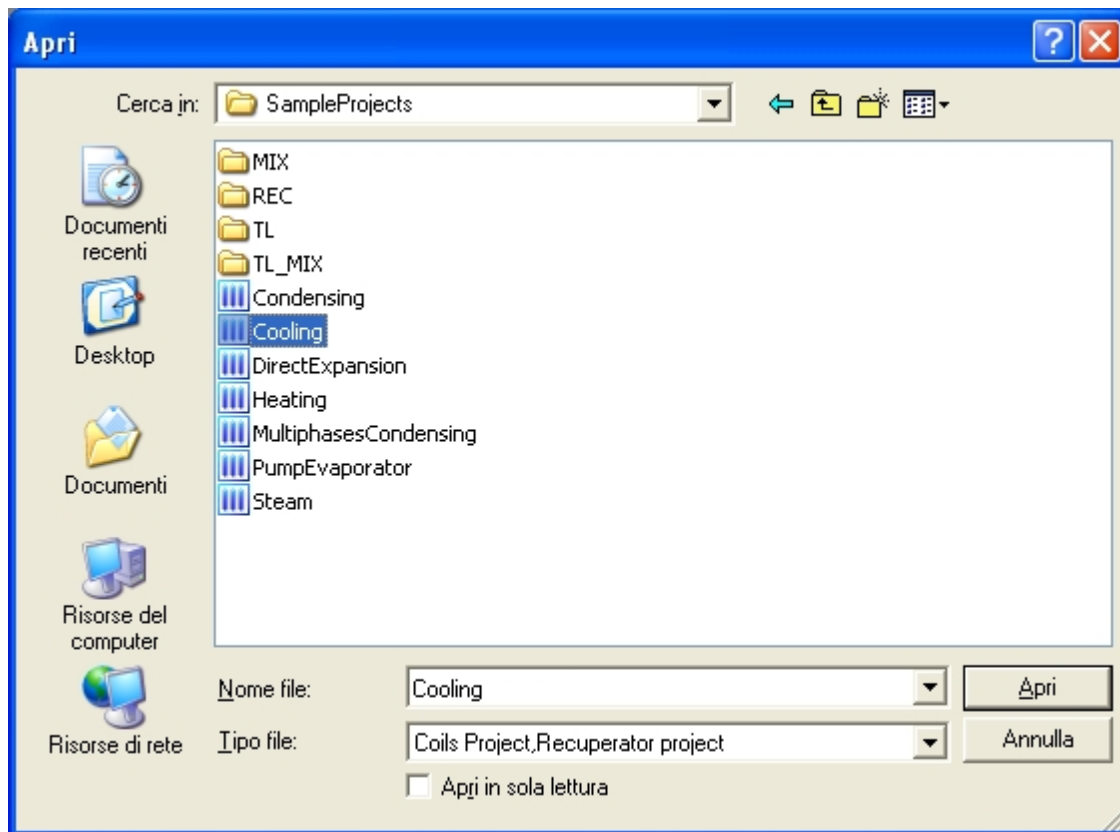 Apri
Cerca in: SampleProjects
Documenti recenti
Desktop
Documenti
Risorse del computer
Risorse di rete
MIX
REC
TL
TL_MIX
Condensing
Cooling
DirectExpansion
Heating
MultiphasesCondensing
PumpEvaporator
Steam
Nome file: Cooling Apri
Tipo file: Coils Project,Recuperator project Annulla
Apri in sola lettura